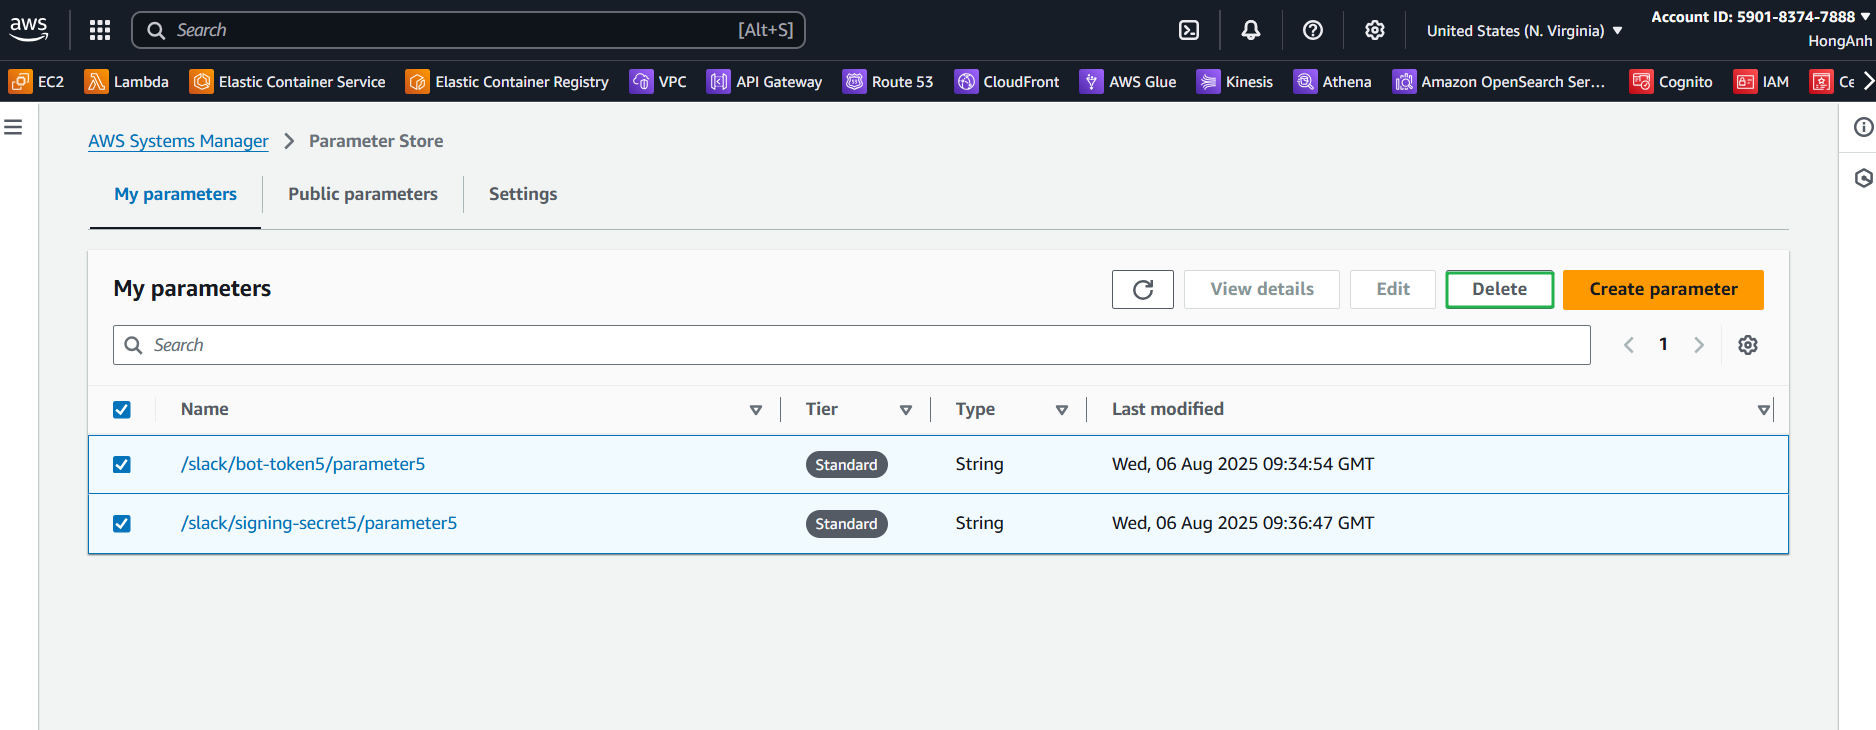 aws
Search [Alt+S]
United States (N. Virginia)
Account ID: 5901-8374-7888
HongAnh
EC2 Lambda Elastic Container Service Elastic Container Registry VPC API Gateway Route 53 CloudFront AWS Glue Kinesis Athena Amazon OpenSearch Ser... Cognito IAM Ce
AWS Systems Manager Parameter Store
My parameters Public parameters Settings
My parameters
View details Edit Delete Create parameter
Search
1
Name Tier Type Last modified
/slack/bot-token5/parameter5 Standard String Wed, 06 Aug 2025 09:34:54 GMT
/slack/signing-secret5/parameter5 Standard String Wed, 06 Aug 2025 09:36:47 GMT